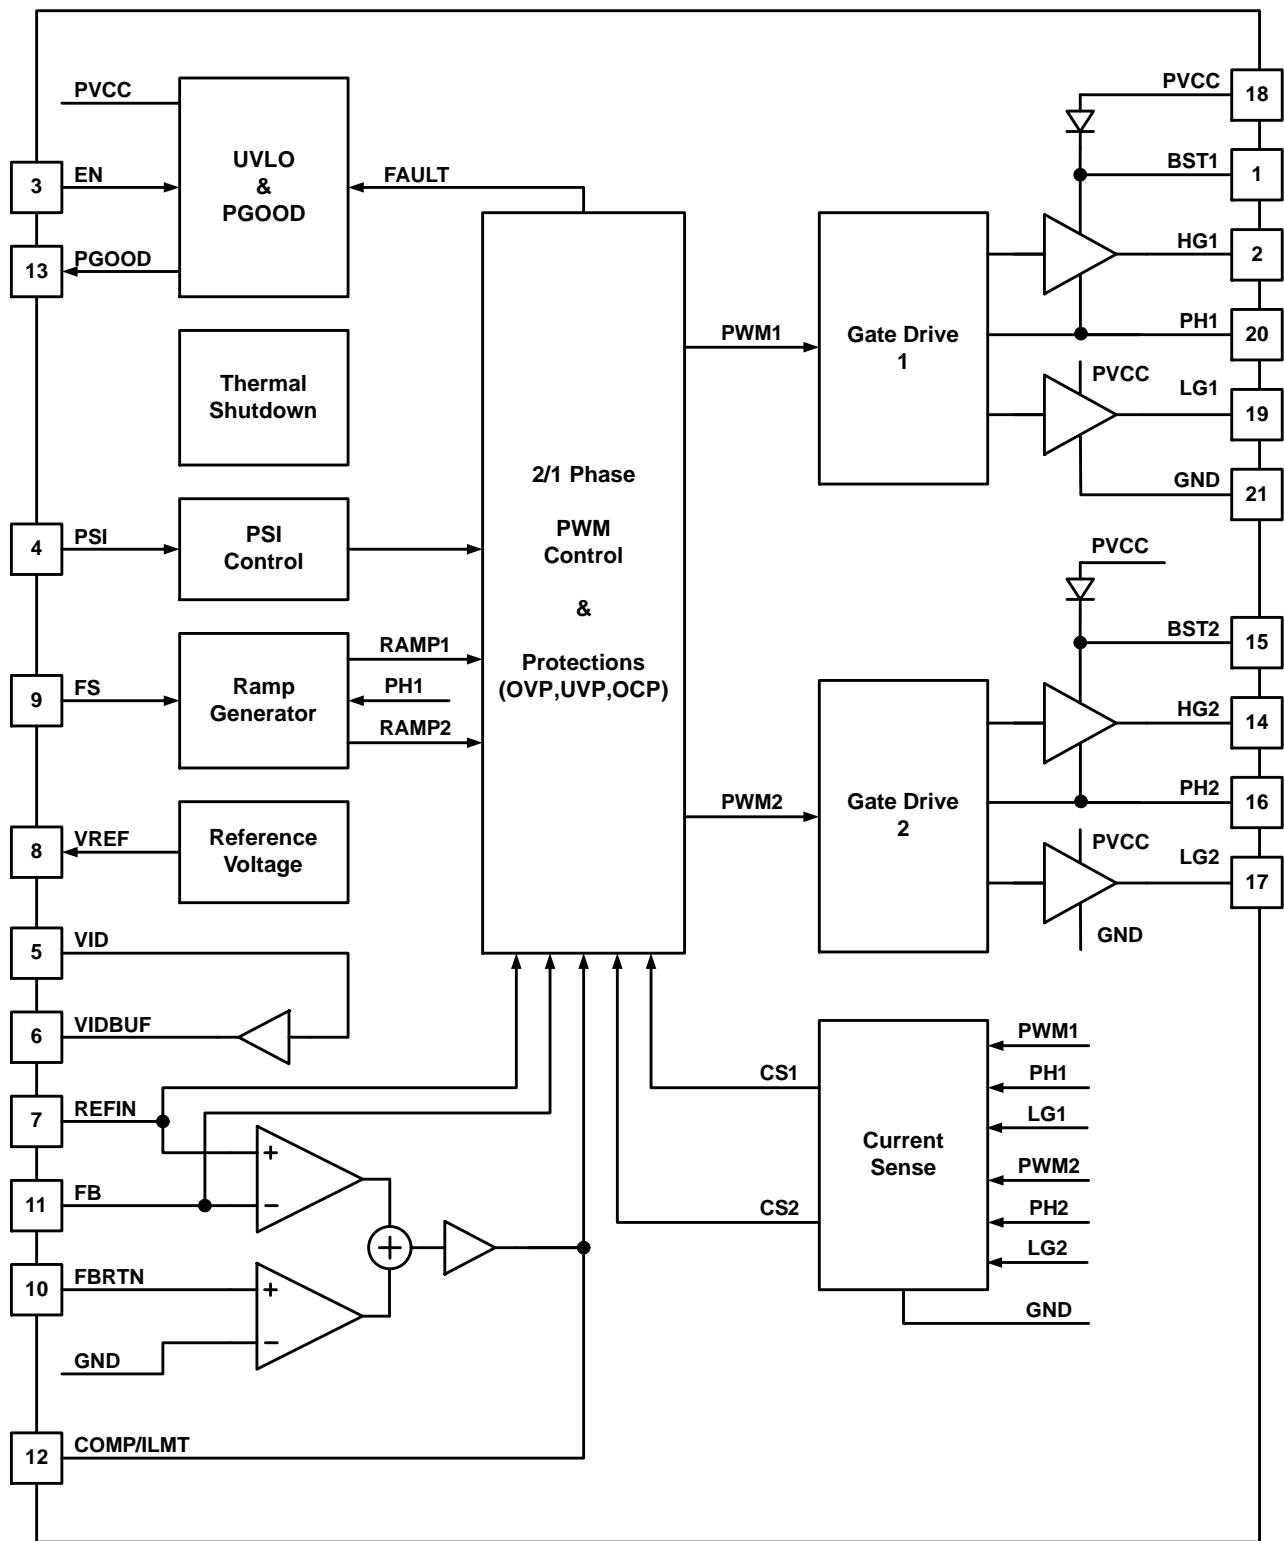 PVCC
3
EN
13
PGOOD
UVLO
&
PGOOD
FAULT
Thermal
Shutdown
4
PSI
PSI
Control
9
FS
Ramp
Generator
RAMP1
PH1
RAMP2
8
VREF
Reference
Voltage
5
VID
6
VIDBUF
7
REFIN
11
FB
10
FBRTN
GND
12
COMP/ILMT
+
−
+
−
+
2/1 Phase
PWM
Control
&
Protections
(OVP,UVP,OCP)
PWM1
Gate Drive
1
PWM2
Gate Drive
2
PVCC
18
BST1
1
HG1
2
PH1
20
PVCC
LG1
19
GND
21
PVCC
BST2
15
HG2
14
PH2
16
PVCC
LG2
17
GND
CS1
CS2
Current
Sense
PWM1
PH1
LG1
PWM2
PH2
LG2
GND